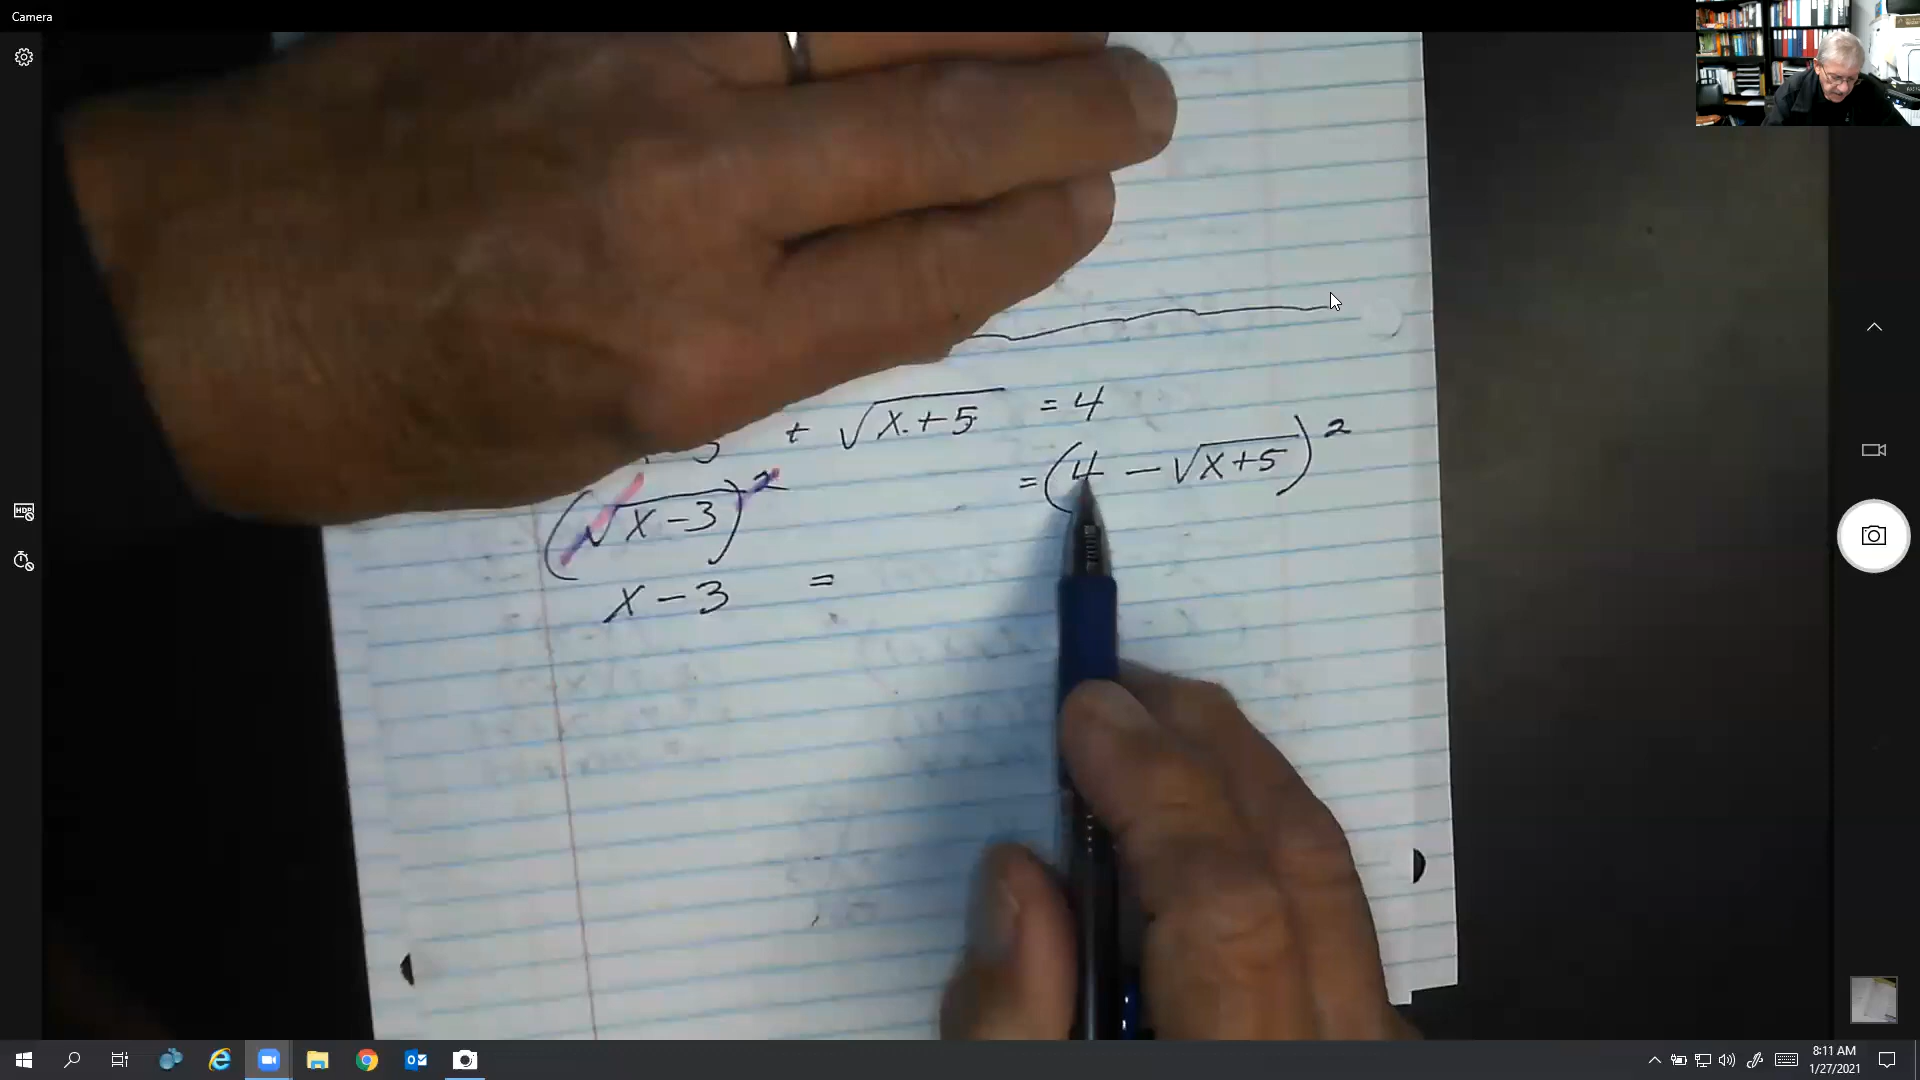 Camera
+ √x+5 = 4
(√x-3)² = (4 - √x+5)²
x - 3 =
8:11 AM
1/27/2021